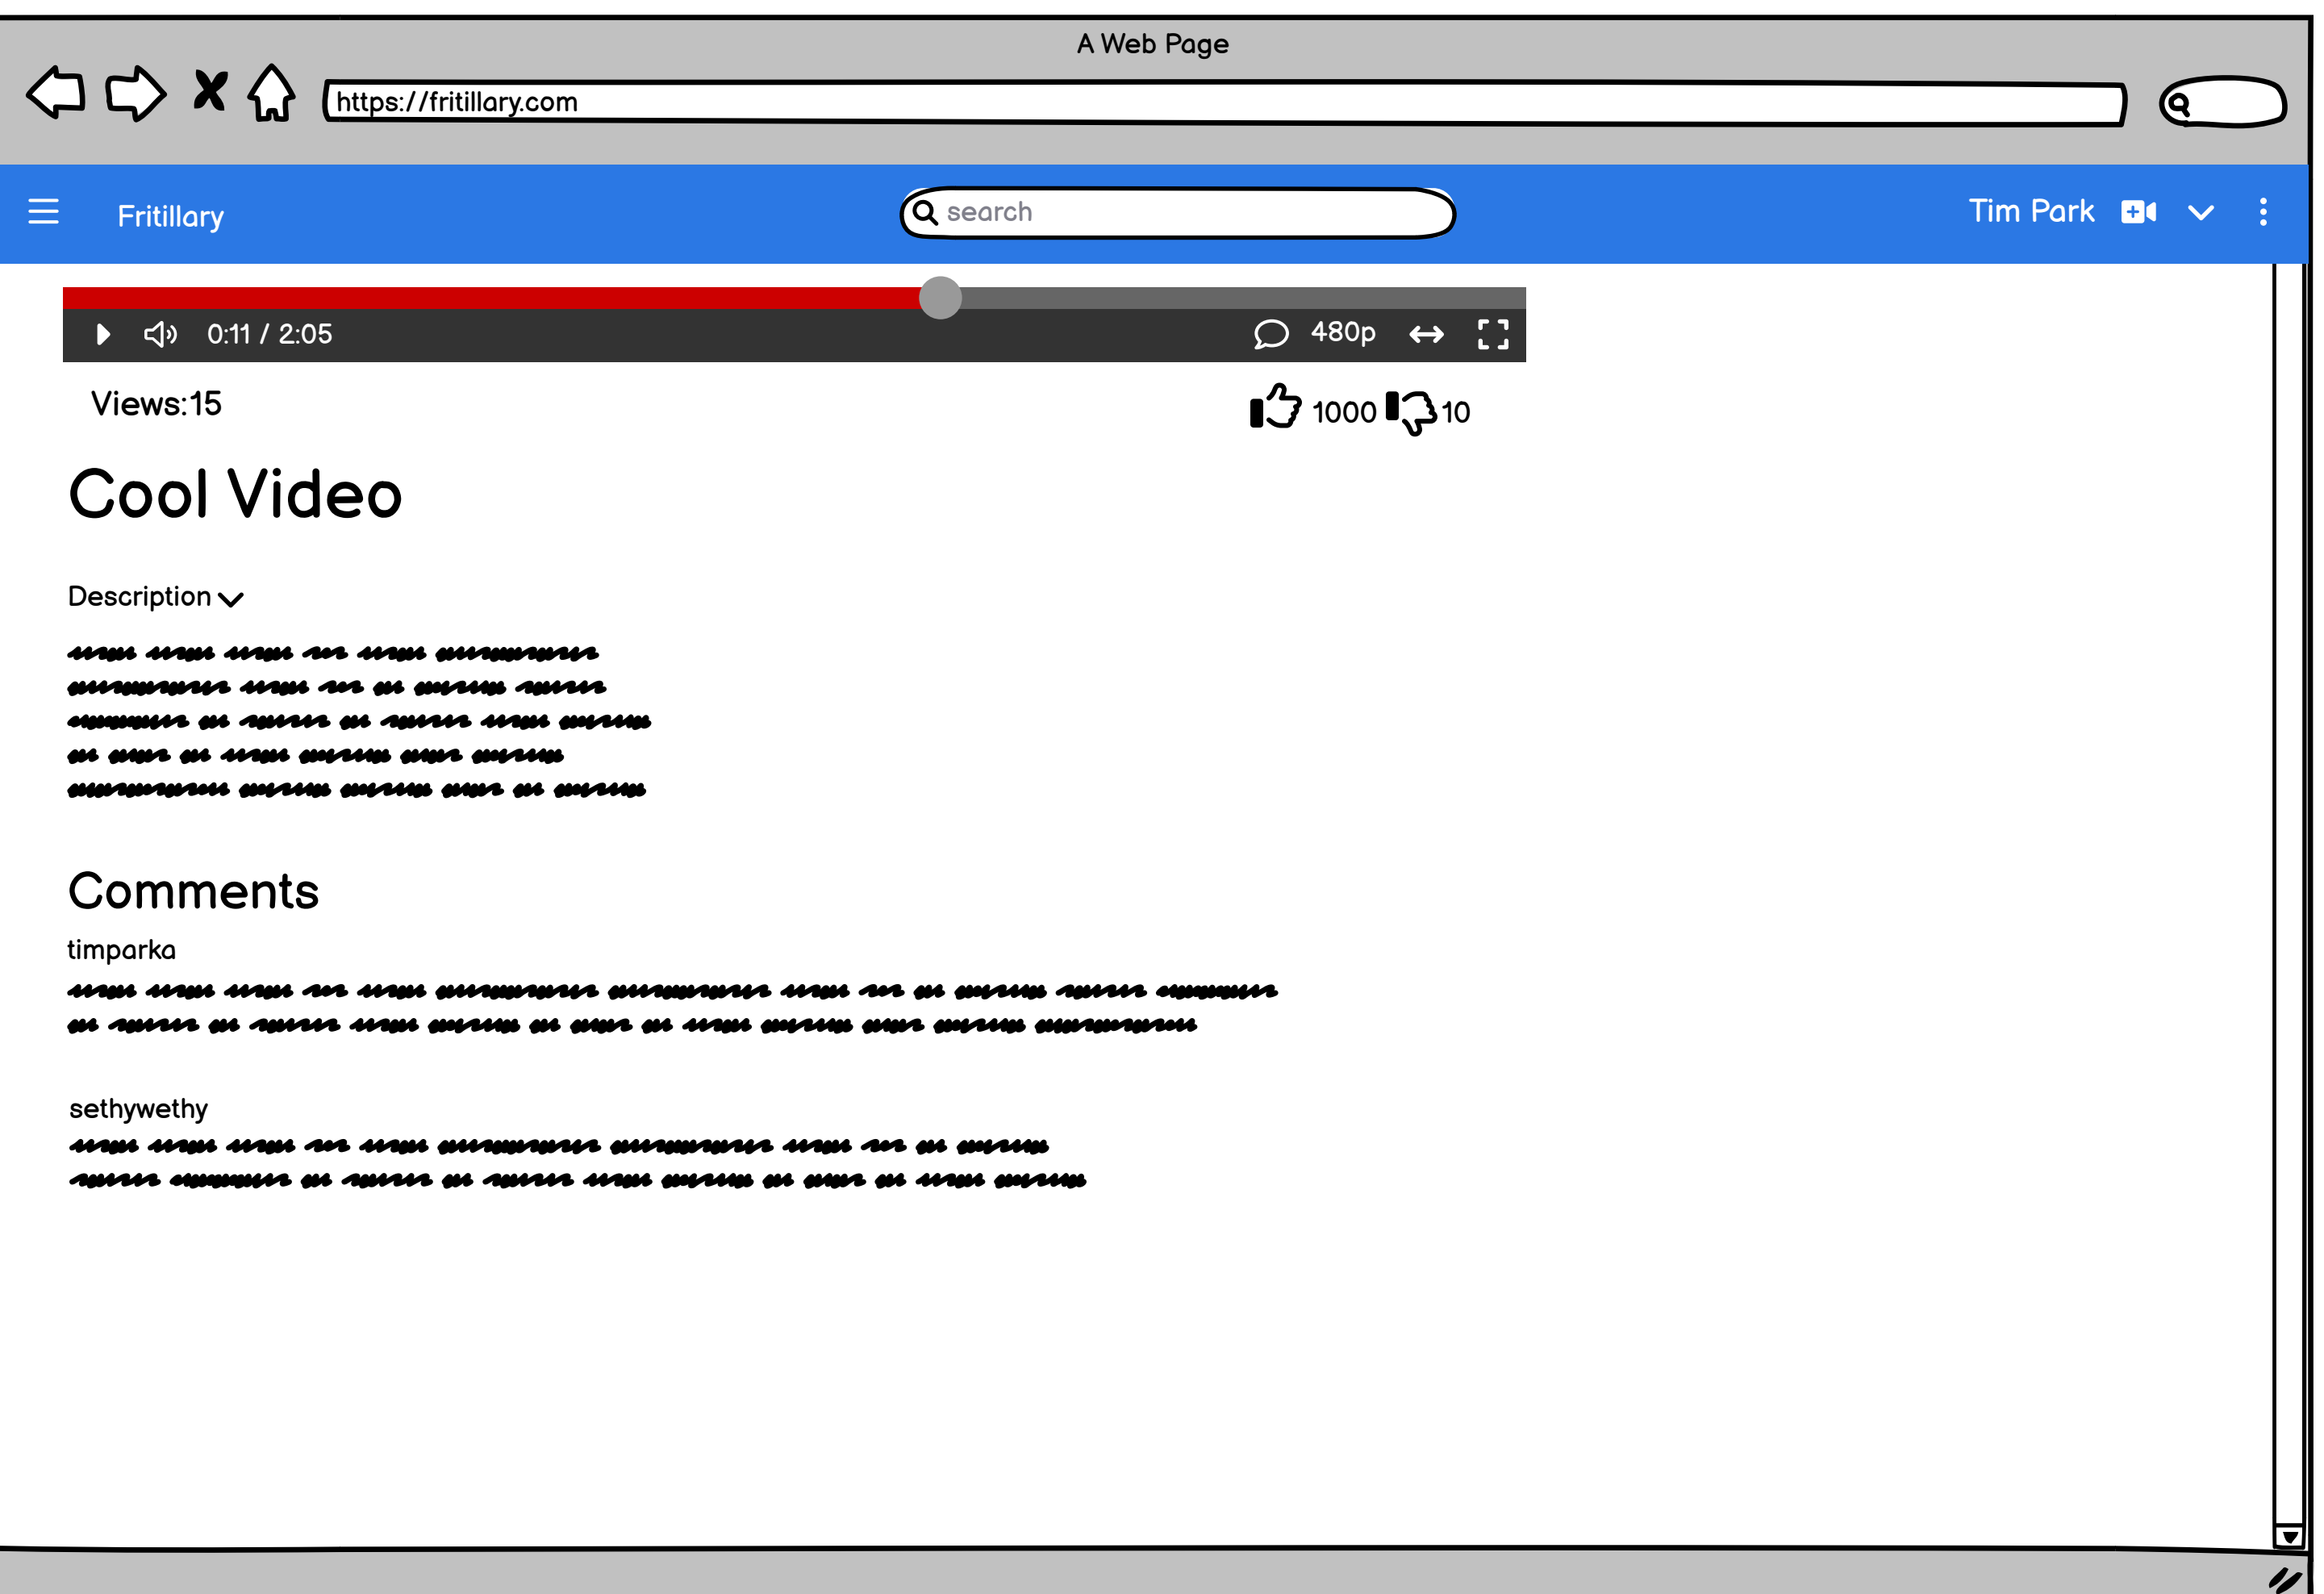 A Web Page
https://fritillary.com
Fritillary
search
Tim Park
0:11 / 2:05
480p
Views:15
1000
10
Cool Video
Description
Comments
timparka
sethywethy